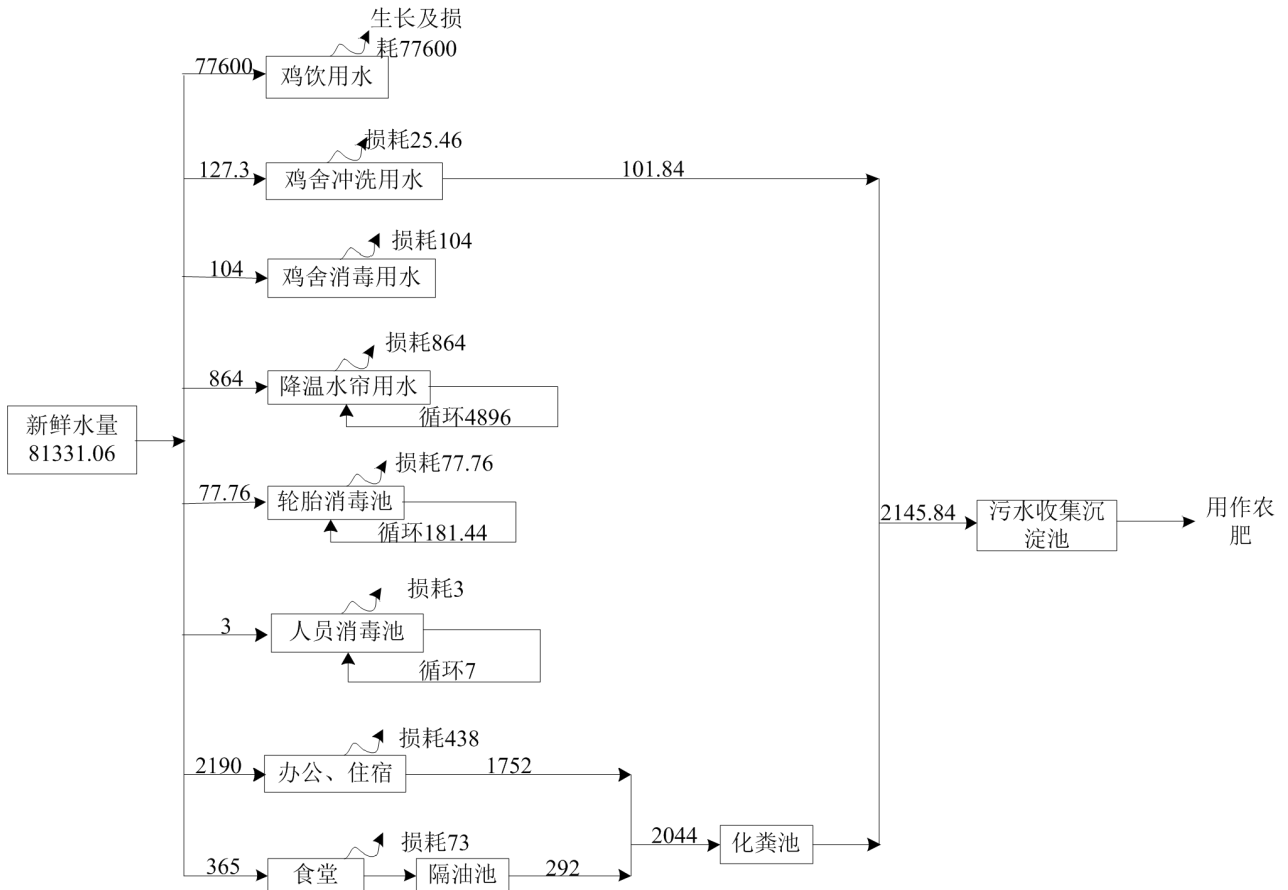 生长及损
耗77600
77600
鸡饮用水
损耗25.46
127.3
鸡舍冲洗用水
101.84
损耗104
104
鸡舍消毒用水
损耗864
864
降温水帘用水
循环4896
新鲜水量
81331.06
损耗77.76
77.76
轮胎消毒池
循环181.44
2145.84
污水收集沉
淀池
用作农
肥
损耗3
3
人员消毒池
循环7
损耗438
2190
办公、住宿
1752
损耗73
365
食堂
隔油池
292
2044
化粪池